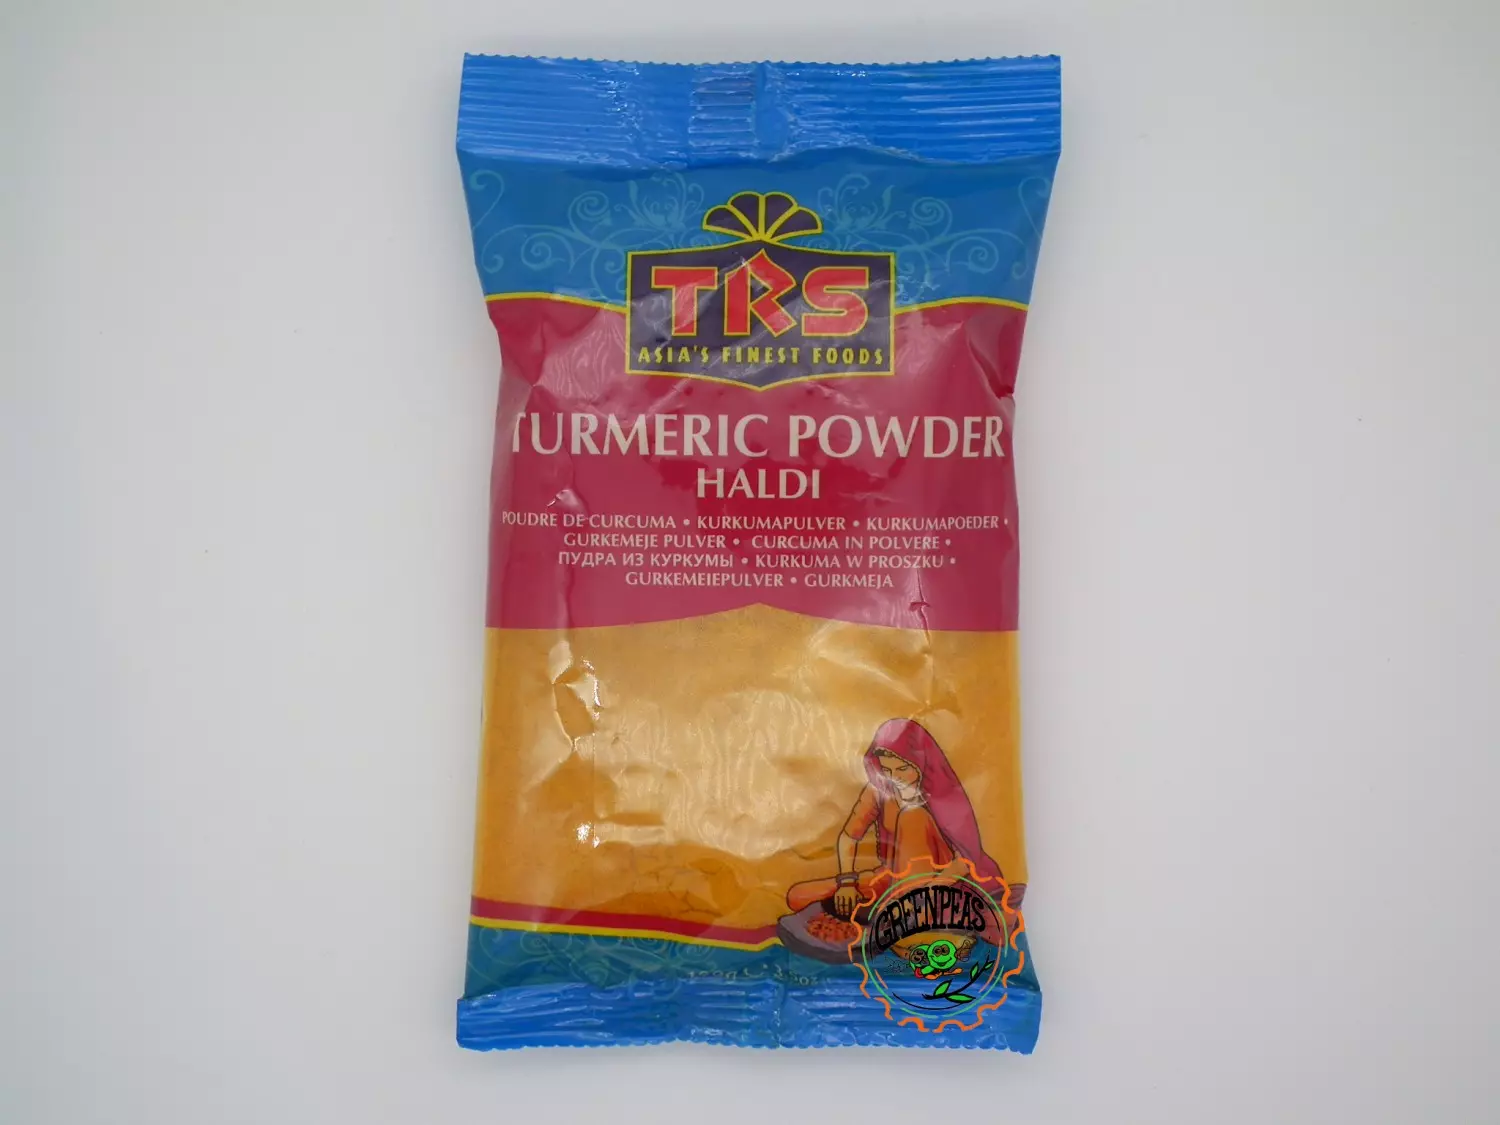 TRS
ASIA'S FINEST FOODS
TURMERIC POWDER
HALDI
POUDRE DE CURCUMA • KURKUMAPULVER • KURKUMAPOEDER •
GURKEMEJE PULVER • CURCUMA IN POLVERE •
ПУДРА ИЗ КУРКУМЫ • KURKUMA W PROSZKU •
GURKEMEIEPULVER • GURKMEJA
GREENPEAS